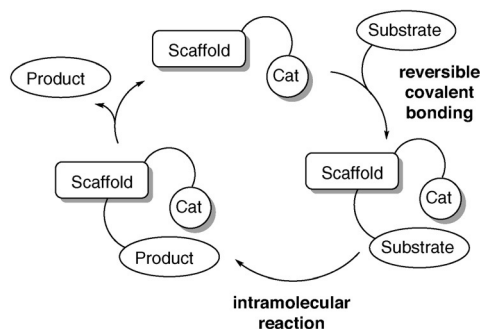 Scaffold
Cat
Substrate
Product
reversible
covalent
bonding
Scaffold
Cat
Substrate
Scaffold
Cat
Product
intramolecular
reaction